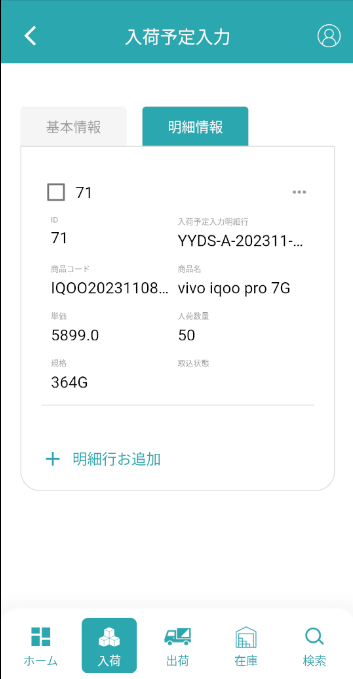 入荷予定入力
基本情報 明細情報
71
ID 入荷予定入力明細行
71 YYDS-A-202311-...
商品コード 商品名
IQOO20231108... vivo iqoo pro 7G
単価 入荷数量
5899.0 50
規格 取込状態
364G
+ 明細行お追加
ホーム 入荷 出荷 在庫 検索